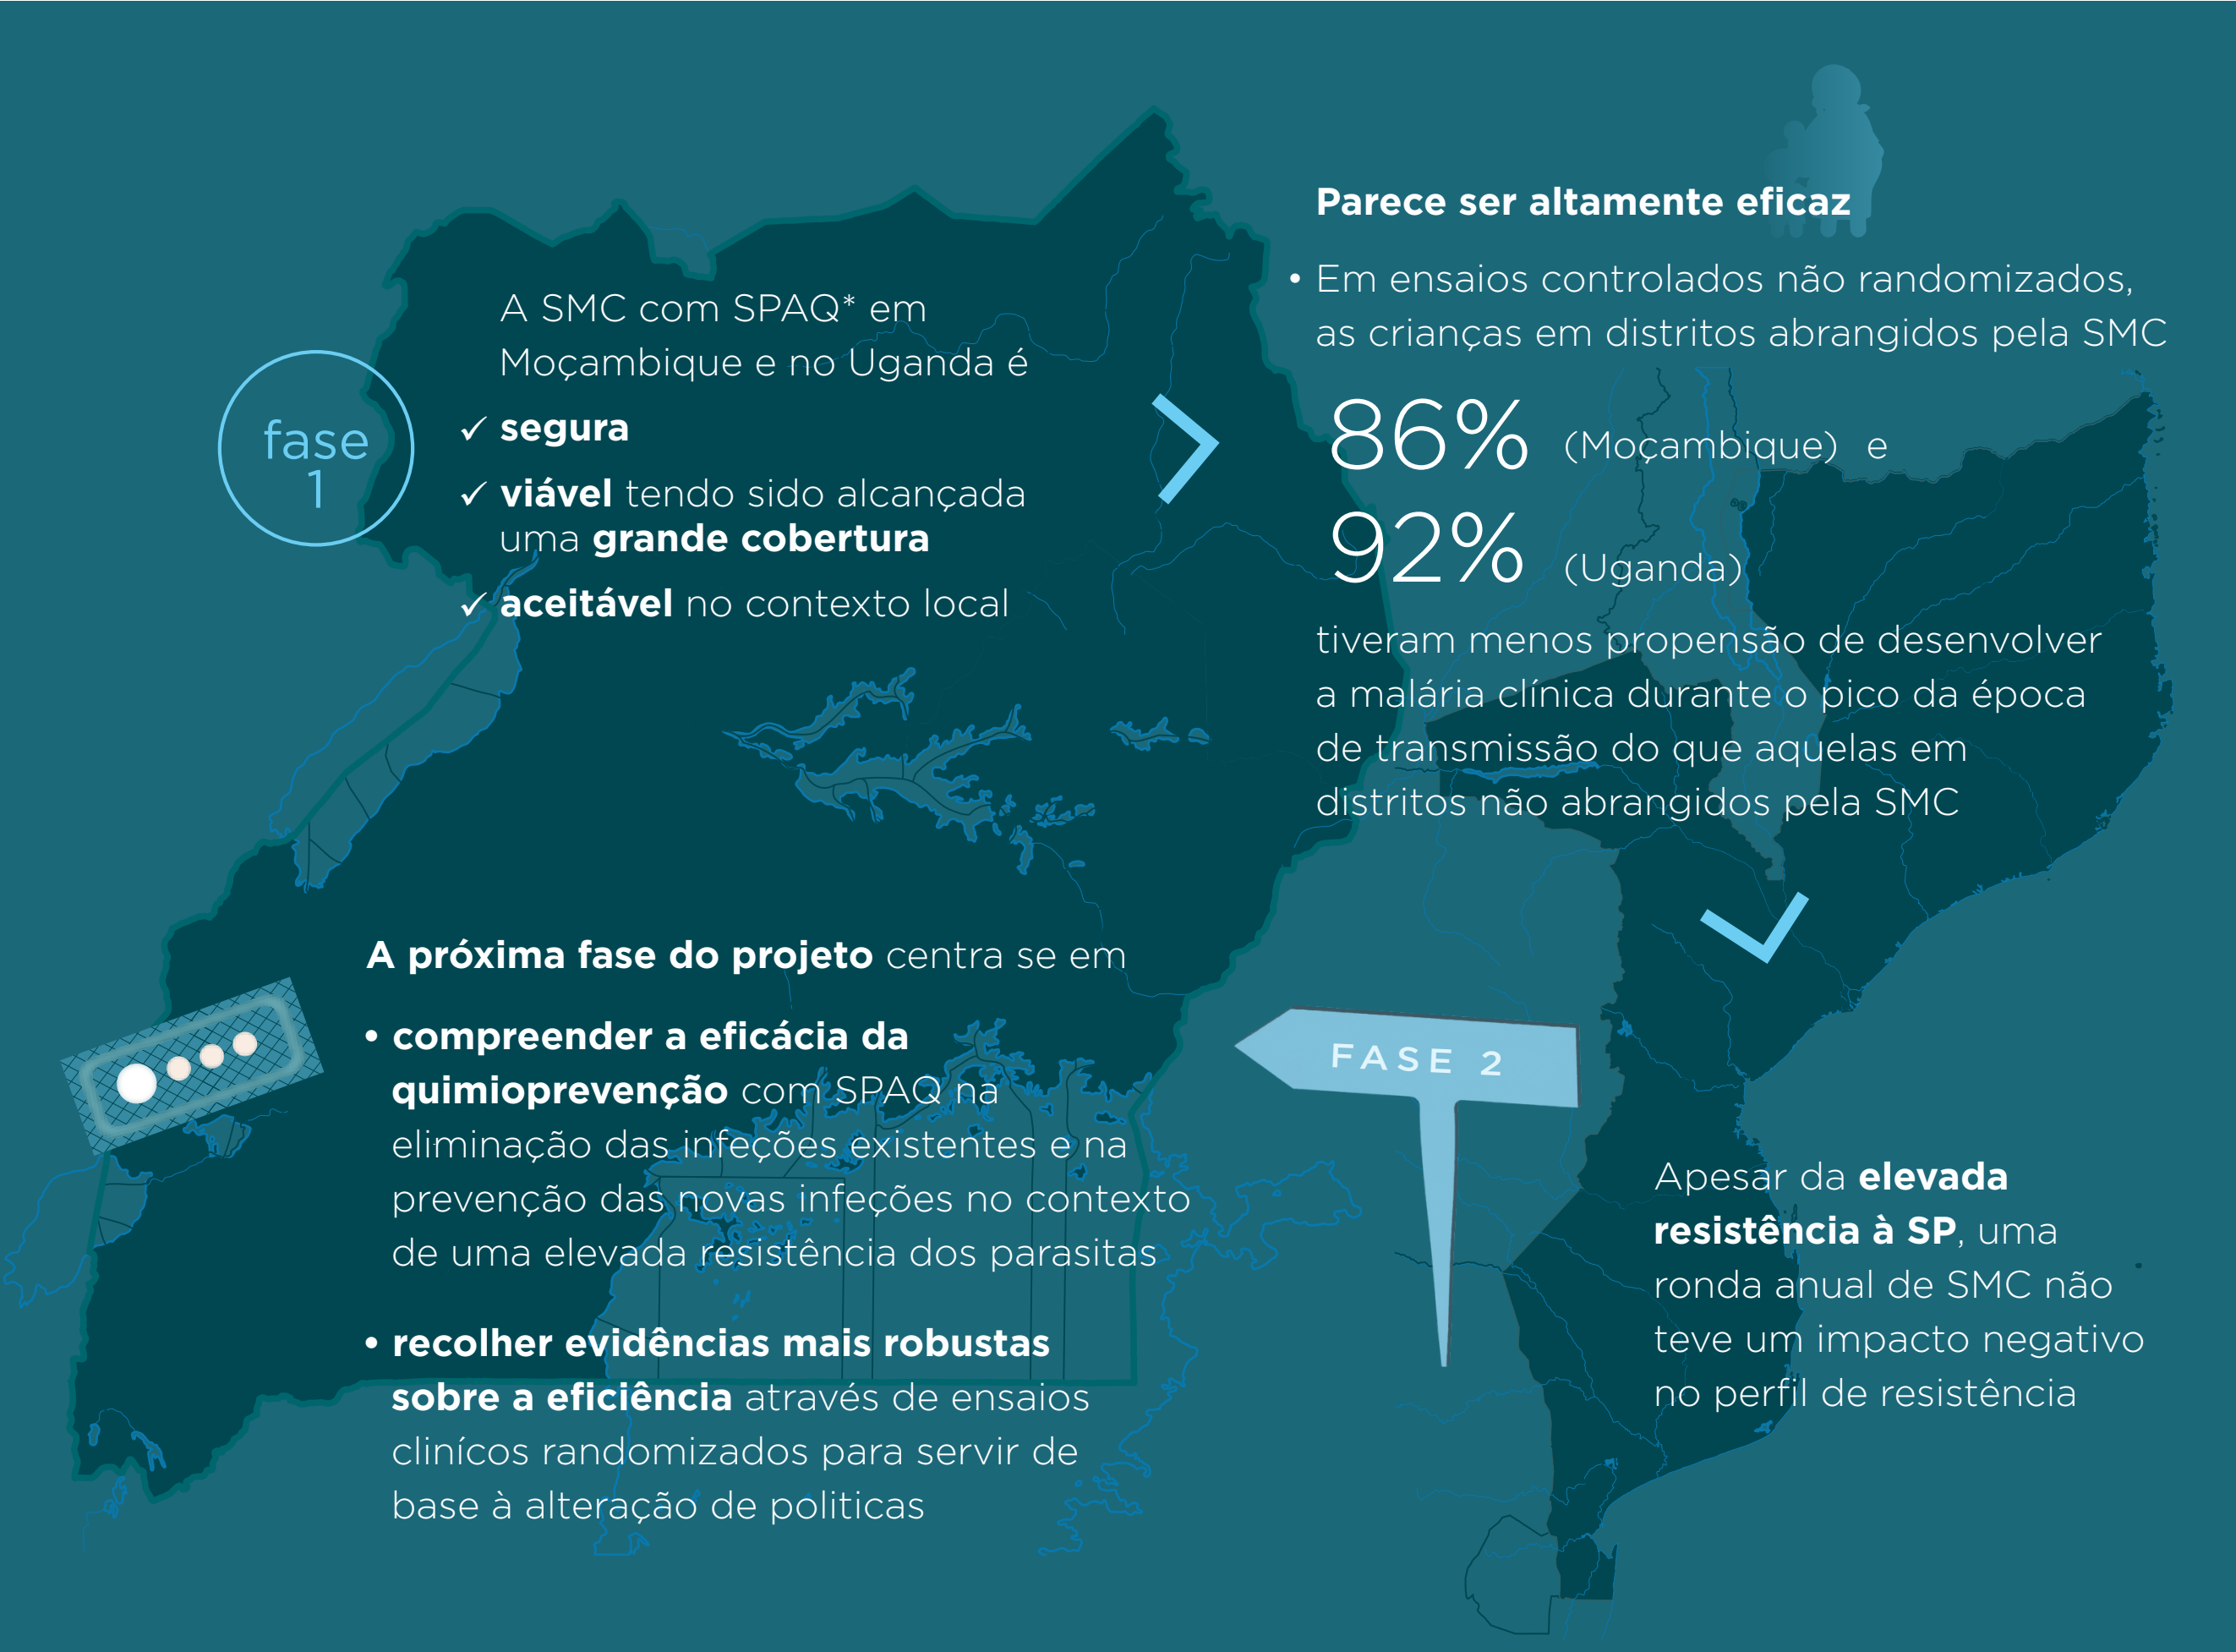 fase
1
A SMC com SPAQ* em
Moçambique e no Uganda é
✓ segura
✓ viável tendo sido alcançada
uma grande cobertura
✓ aceitável no contexto local
Parece ser altamente eficaz
• Em ensaios controlados não randomizados,
as crianças em distritos abrangidos pela SMC
86% (Moçambique) e
92% (Uganda)
tiveram menos propensão de desenvolver
a malária clínica durante o pico da época
de transmissão do que aquelas em
distritos não abrangidos pela SMC
Apesar da elevada
resistência à SP, uma
ronda anual de SMC não
teve um impacto negativo
no perfil de resistência
FASE 2
A próxima fase do projeto centra se em
• compreender a eficácia da
quimioprevenção com SPAQ na
eliminação das infeções existentes e na
prevenção das novas infeções no contexto
de uma elevada resistência dos parasitas
• recolher evidências mais robustas
sobre a eficiência através de ensaios
clinícos randomizados para servir de
base à alteração de politicas